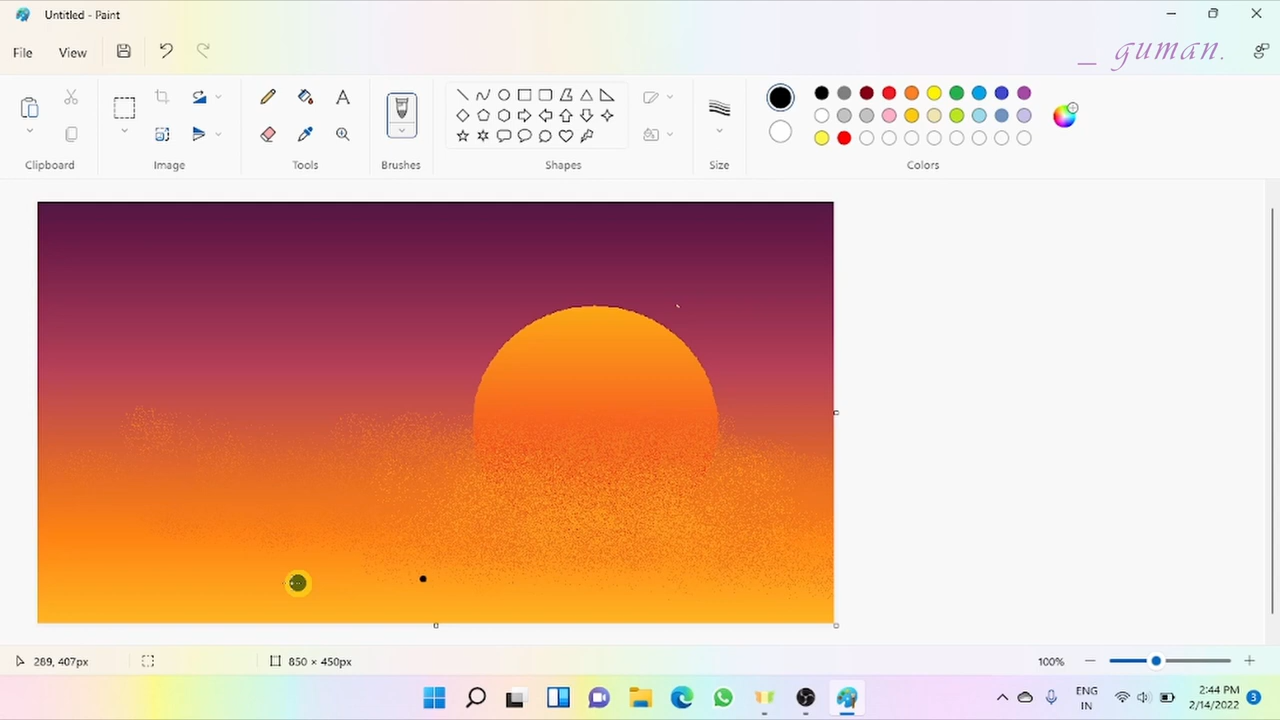 Untitled - Paint
File View
_ guman.
Clipboard
Image
Tools
Brushes
Shapes
Size
Colors
289, 407px
850 × 450px
100%
ENG
IN
2:44 PM
2/14/2022
3